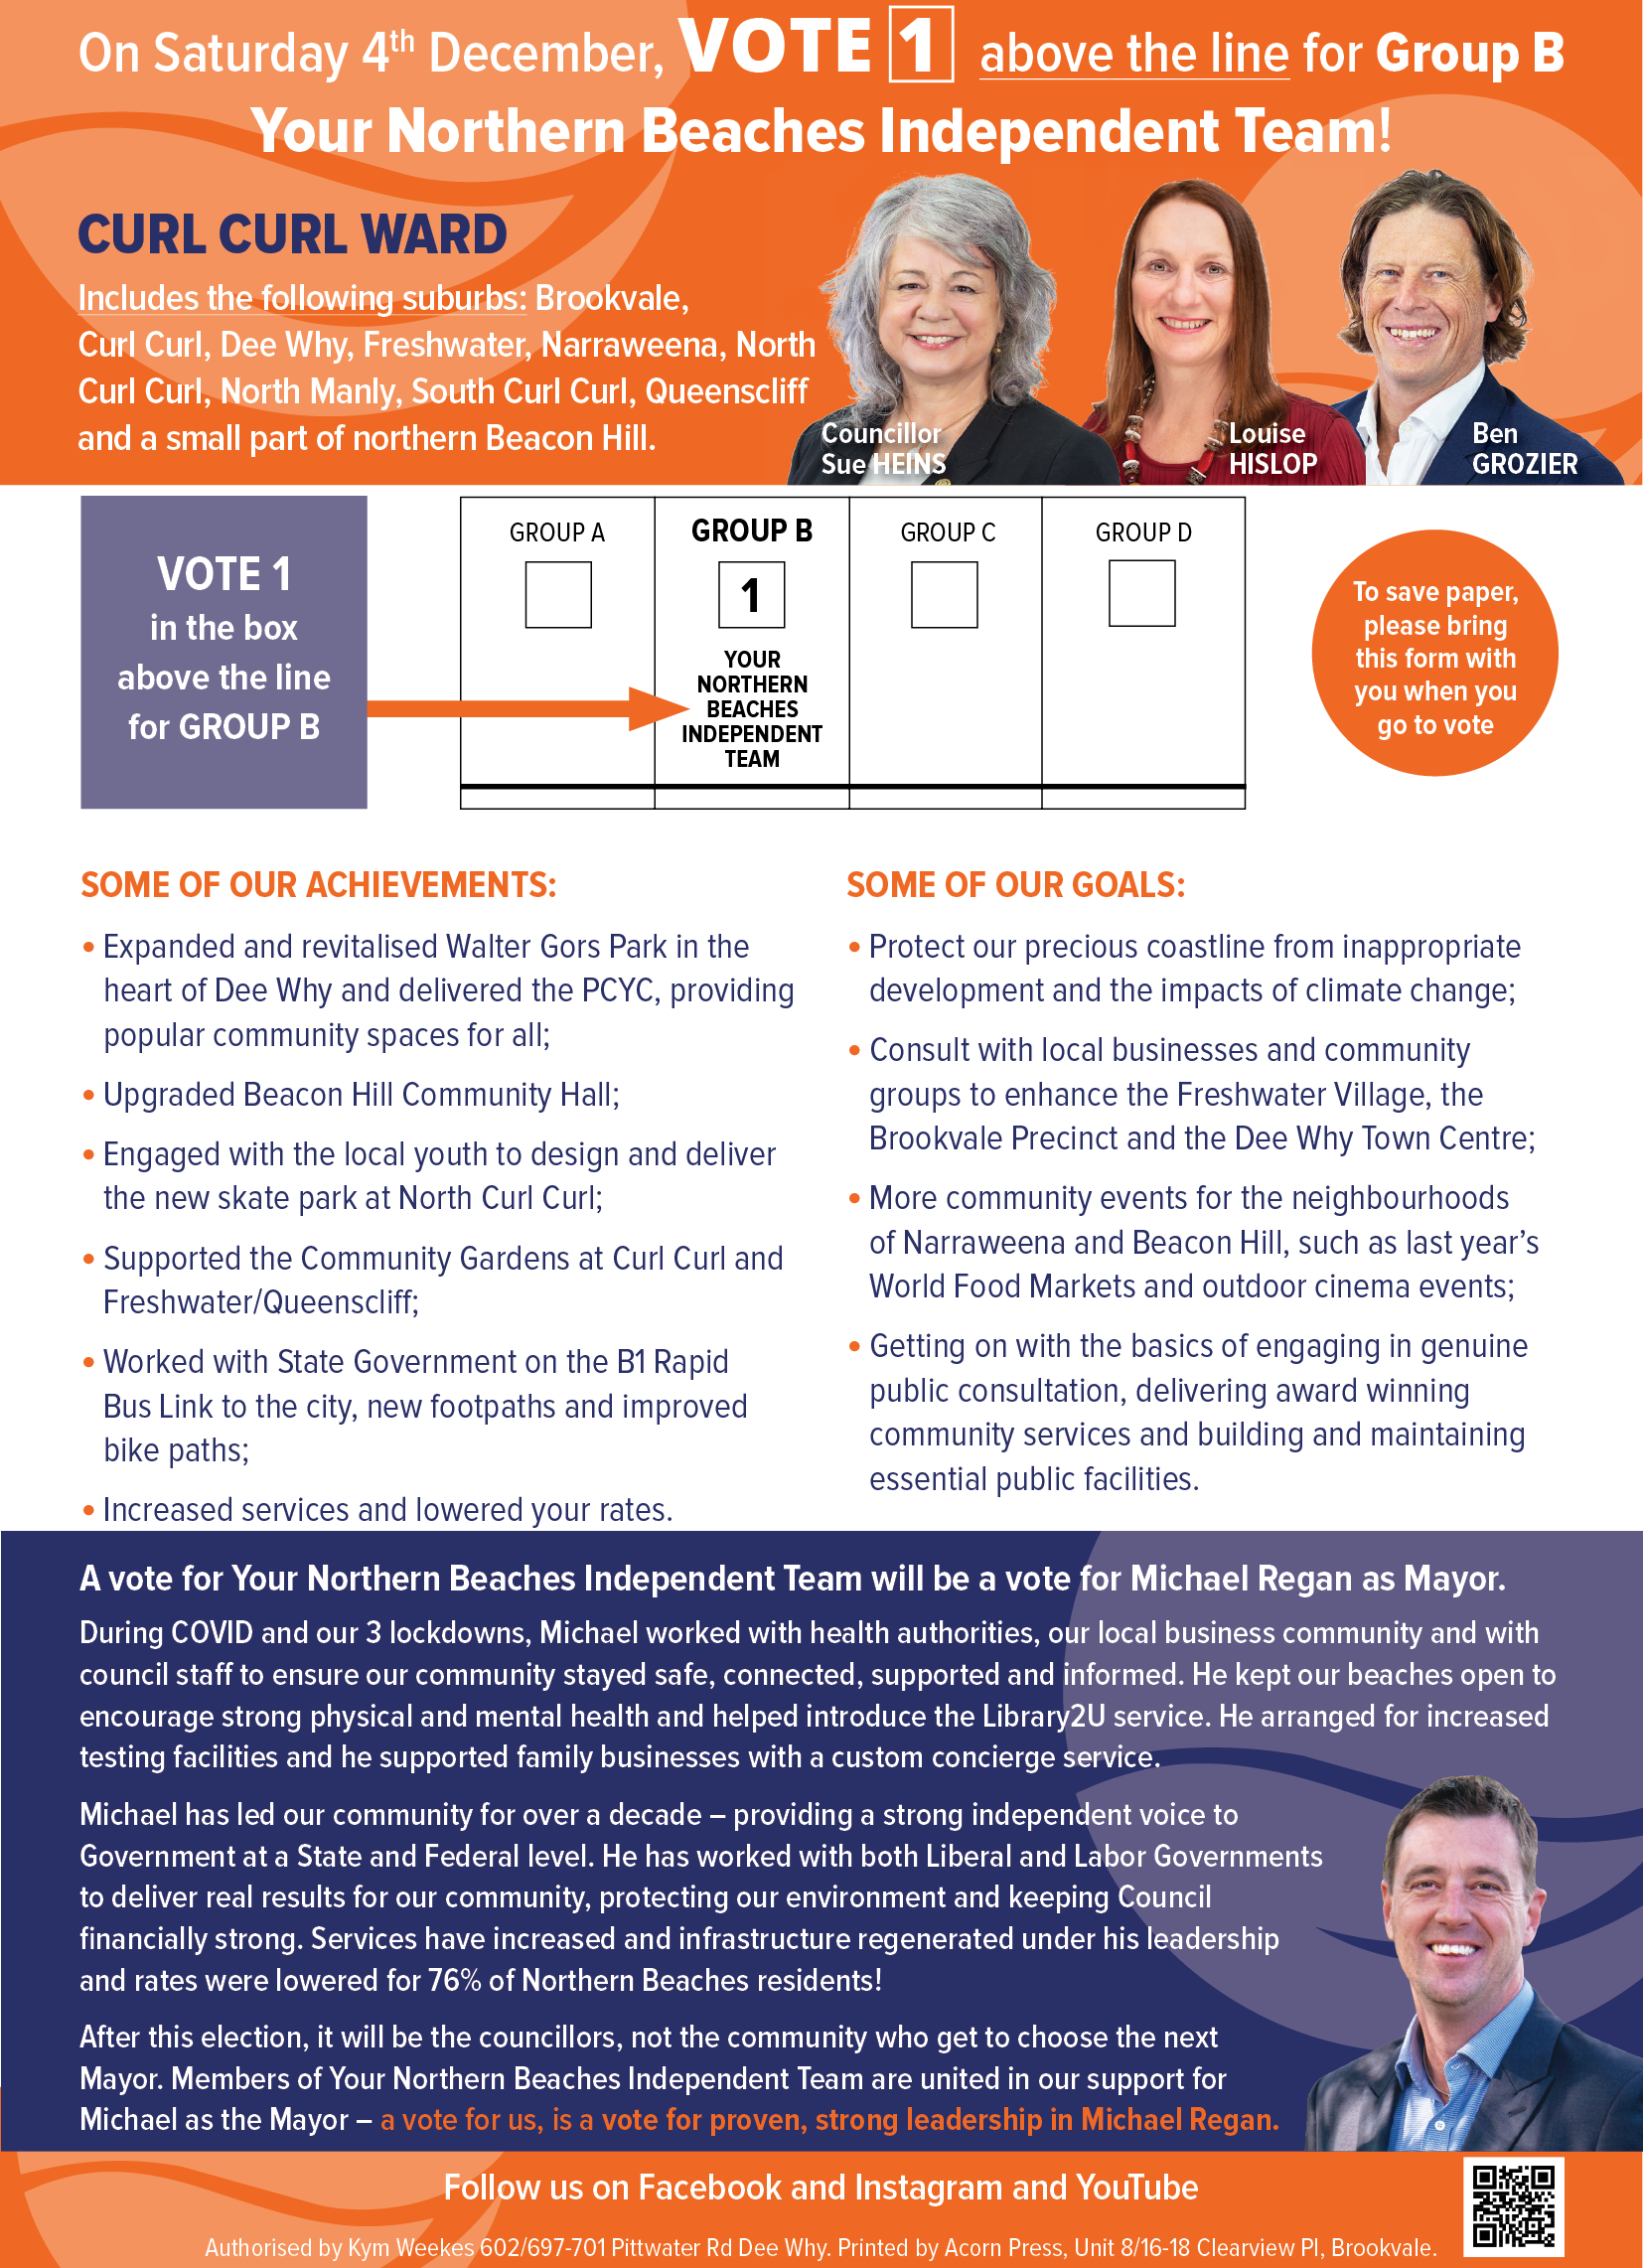 On Saturday 4th December, VOTE 1 above the line for Group B
Your Northern Beaches Independent Team!
CURL CURL WARD
Includes the following suburbs: Brookvale,
Curl Curl, Dee Why, Freshwater, Narraweena, North
Curl Curl, North Manly, South Curl Curl, Queenscliff
and a small part of northern Beacon Hill.
Councillor
Sue HEINS
Louise
HISLOP
Ben
GROZIER
VOTE 1
in the box
above the line
for GROUP B
GROUP A
GROUP B
1
YOUR
NORTHERN
BEACHES
INDEPENDENT
TEAM
GROUP C
GROUP D
To save paper,
please bring
this form with
you when you
go to vote
SOME OF OUR ACHIEVEMENTS:
• Expanded and revitalised Walter Gors Park in the
heart of Dee Why and delivered the PCYC, providing
popular community spaces for all;
• Upgraded Beacon Hill Community Hall;
• Engaged with the local youth to design and deliver
the new skate park at North Curl Curl;
• Supported the Community Gardens at Curl Curl and
Freshwater/Queenscliff;
• Worked with State Government on the B1 Rapid
Bus Link to the city, new footpaths and improved
bike paths;
• Increased services and lowered your rates.
SOME OF OUR GOALS:
• Protect our precious coastline from inappropriate
development and the impacts of climate change;
• Consult with local businesses and community
groups to enhance the Freshwater Village, the
Brookvale Precinct and the Dee Why Town Centre;
• More community events for the neighbourhoods
of Narraweena and Beacon Hill, such as last year's
World Food Markets and outdoor cinema events;
• Getting on with the basics of engaging in genuine
public consultation, delivering award winning
community services and building and maintaining
essential public facilities.
A vote for Your Northern Beaches Independent Team will be a vote for Michael Regan as Mayor.
During COVID and our 3 lockdowns, Michael worked with health authorities, our local business community and with
council staff to ensure our community stayed safe, connected, supported and informed. He kept our beaches open to
encourage strong physical and mental health and helped introduce the Library2U service. He arranged for increased
testing facilities and he supported family businesses with a custom concierge service.
Michael has led our community for over a decade – providing a strong independent voice to
Government at a State and Federal level. He has worked with both Liberal and Labor Governments
to deliver real results for our community, protecting our environment and keeping Council
financially strong. Services have increased and infrastructure regenerated under his leadership
and rates were lowered for 76% of Northern Beaches residents!
After this election, it will be the councillors, not the community who get to choose the next
Mayor. Members of Your Northern Beaches Independent Team are united in our support for
Michael as the Mayor – a vote for us, is a vote for proven, strong leadership in Michael Regan.
Follow us on Facebook and Instagram and YouTube
Authorised by Kym Weekes 602/697-701 Pittwater Rd Dee Why. Printed by Acorn Press, Unit 8/16-18 Clearview Pl, Brookvale.